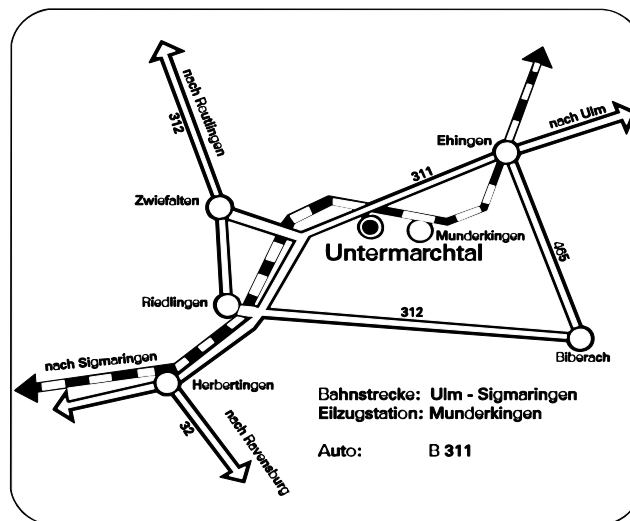 nach Reutlingen
312
nach Ulm
Ehingen
311
Zwiefalten
Munderkingen
Untermarchtal
465
Riedlingen
312
Biberach
nach Sigmaringen
Herbertingen
32
nach Ravensburg
Bahnstrecke: Ulm - Sigmaringen
Eilzugstation: Munderkingen
Auto: B 311